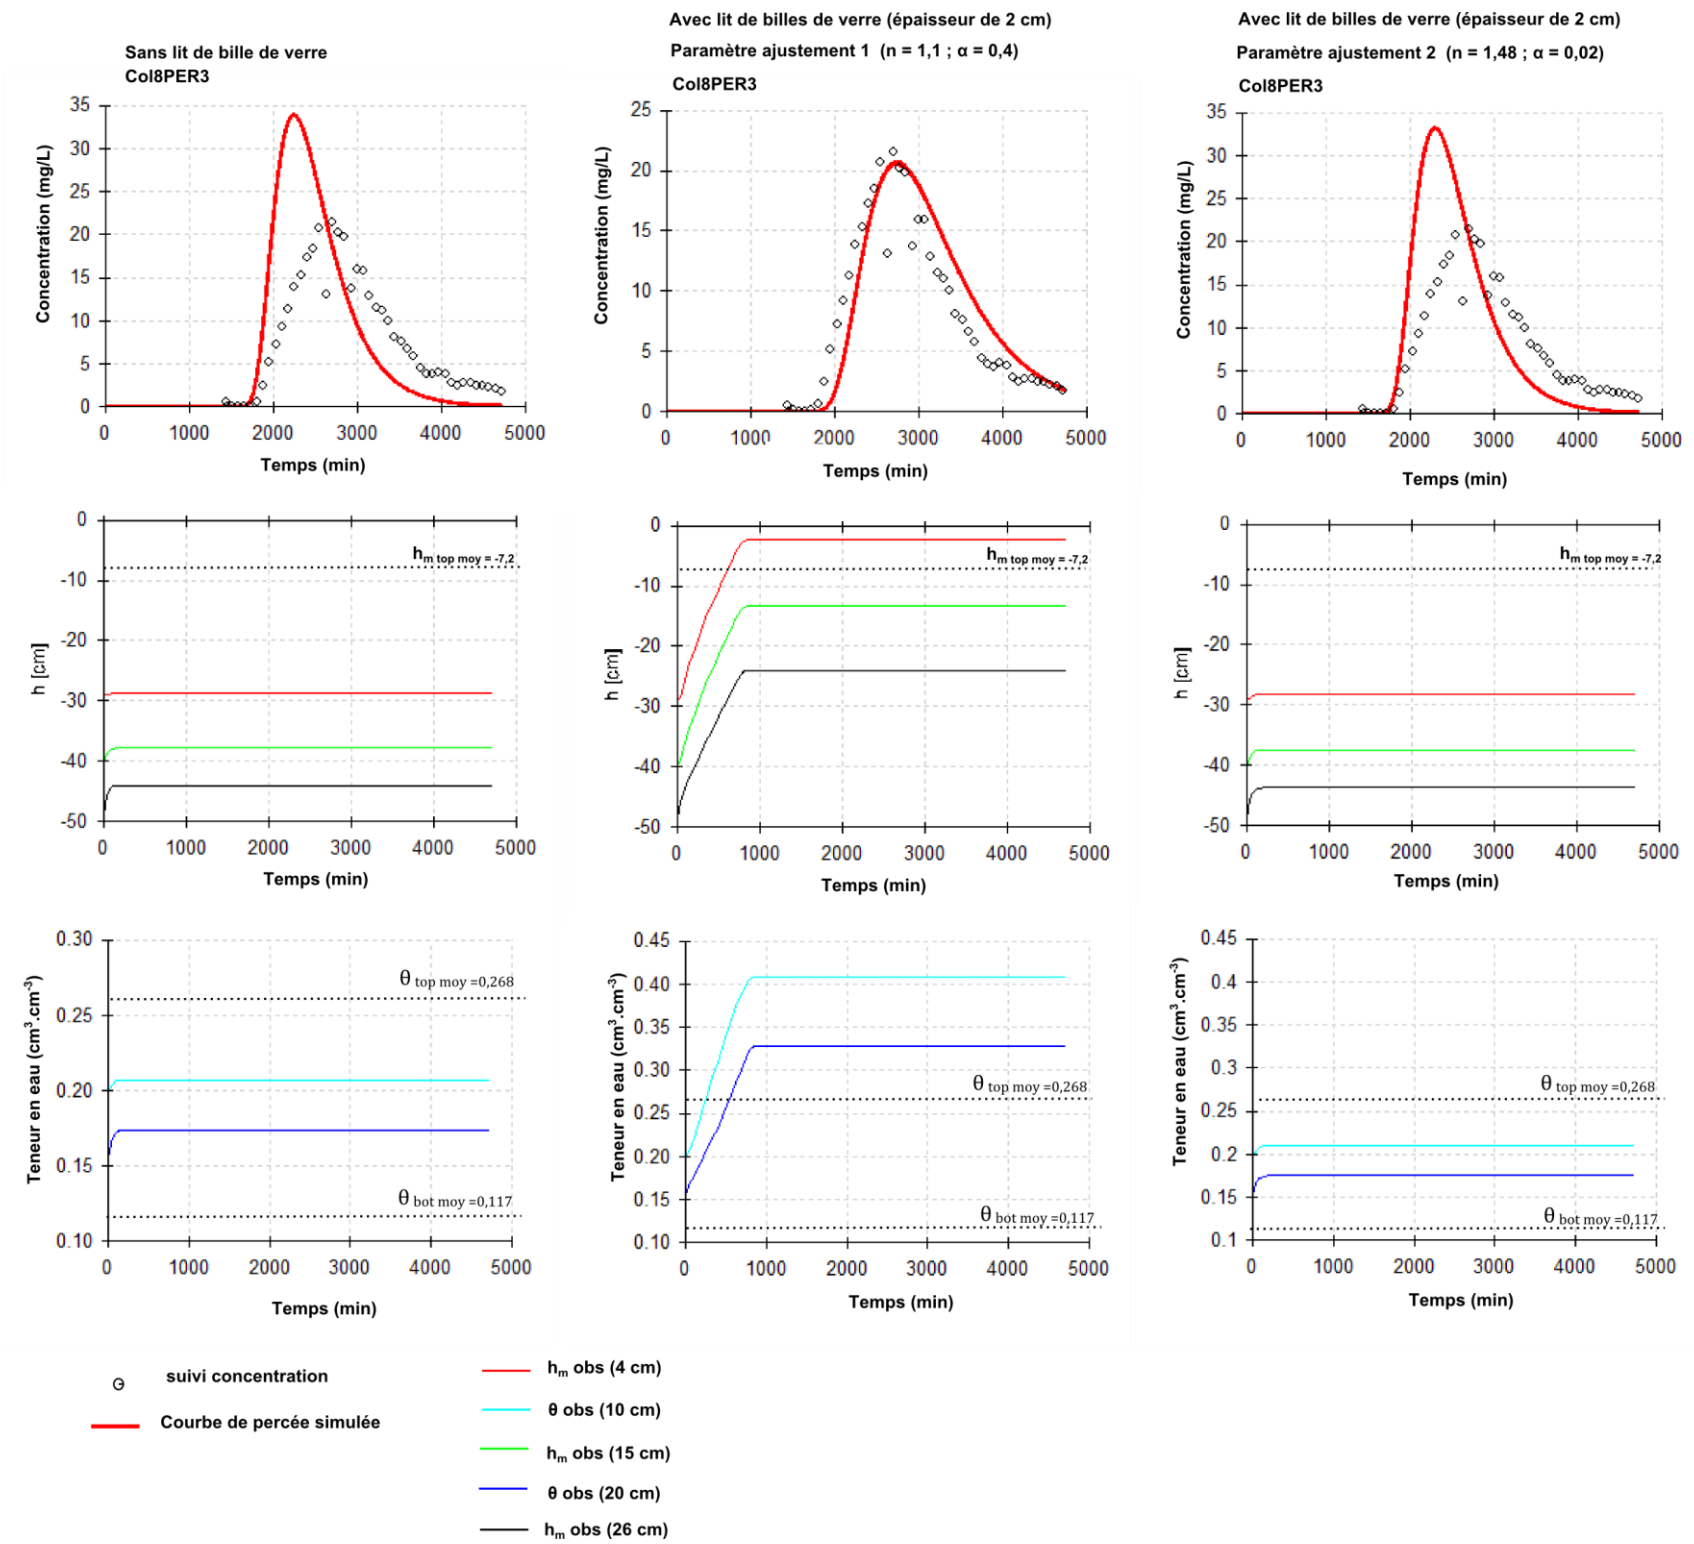 Sans lit de bille de verre
Col8PER3
Avec lit de billes de verre (épaisseur de 2 cm)
Paramètre ajustement 1 (n = 1,1 ; α = 0,4)
Col8PER3
Avec lit de billes de verre (épaisseur de 2 cm)
Paramètre ajustement 2 (n = 1,48 ; α = 0,02)
Col8PER3
Concentration (mg/L)
35
30
25
20
15
10
5
0
0 1000 2000 3000 4000 5000
Temps (min)
Concentration (mg/L)
25
20
15
10
5
0
0 1000 2000 3000 4000 5000
Temps (min)
Concentration (mg/L)
35
30
25
20
15
10
5
0
0 1000 2000 3000 4000 5000
Temps (min)
h [cm]
0
-10
-20
-30
-40
-50
hm top moy = -7,2
0 1000 2000 3000 4000 5000
Temps (min)
h [cm]
0
-10
-20
-30
-40
-50
hm top moy = -7,2
0 1000 2000 3000 4000 5000
Temps (min)
h [cm]
0
-10
-20
-30
-40
-50
hm top moy = -7,2
0 1000 2000 3000 4000 5000
Temps (min)
Teneur en eau (cm³.cm⁻³)
0.30
0.25
0.20
0.15
0.10
θ top moy =0,268
θ bot moy =0,117
0 1000 2000 3000 4000 5000
Temps (min)
Teneur en eau (cm³.cm⁻³)
0.45
0.40
0.35
0.30
0.25
0.20
0.15
0.10
θ top moy =0,268
θ bot moy =0,117
0 1000 2000 3000 4000 5000
Temps (min)
Teneur en eau (cm³.cm⁻³)
0.45
0.4
0.35
0.3
0.25
0.2
0.15
0.1
θ top moy =0,268
θ bot moy =0,117
0 1000 2000 3000 4000 5000
Temps (min)
suivi concentration
Courbe de percée simulée
hm obs (4 cm)
θ obs (10 cm)
hm obs (15 cm)
θ obs (20 cm)
hm obs (26 cm)